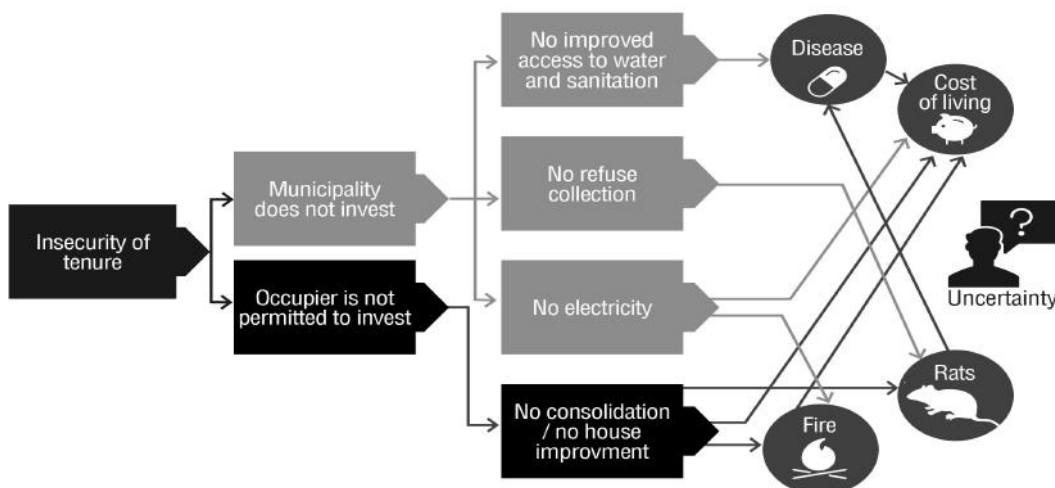 Insecurity of
tenure
Municipality
does not invest
Occupier is not
permitted to invest
No improved
access to water
and sanitation
No refuse
collection
No electricity
No consolidation
/ no house
improvment
Disease
Cost
of living
?
Uncertainty
Rats
Fire